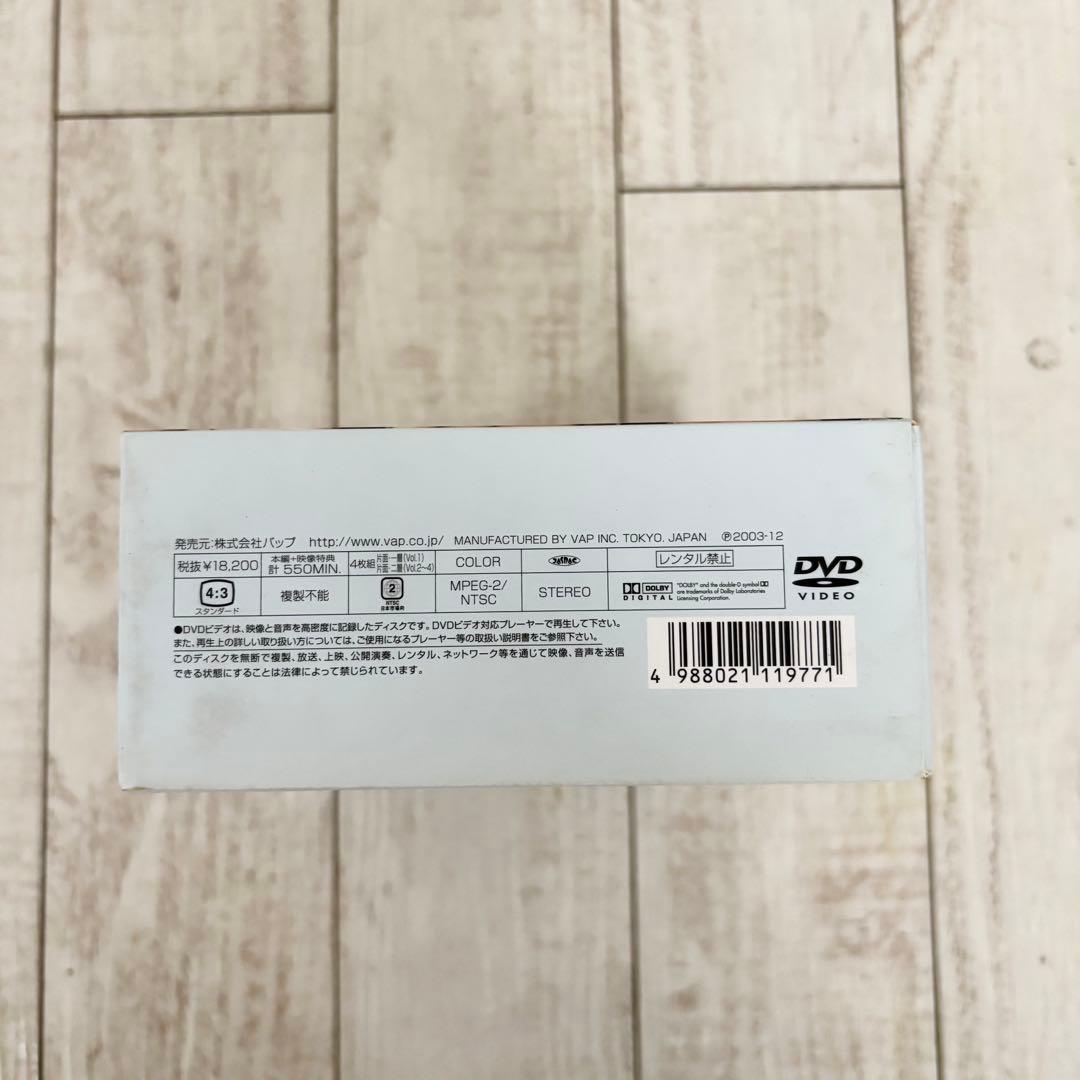 発売元:株式会社バップ http://www.vap.co.jp/ MANUFACTURED BY VAP INC. TOKYO. JAPAN Ⓟ2003-12
税抜¥18,200
本編+映像特典
計 550MIN.
4枚組
片面・一層(Vol.1)
片面・二層(Vol.2~4)
COLOR
レンタル禁止
4:3
スタンダード
複製不能
2
NTSC
日本市場向
MPEG-2/
NTSC
STEREO
DOLBY
DIGITAL
"DOLBY" and the double-D symbol
are trademarks of Dolby Laboratories
Licensing Corporation.
DVD
VIDEO
●DVDビデオは、映像と音声を高密度に記録したディスクです。DVDビデオ対応プレーヤーで再生して下さい。
また、再生上の詳しい取り扱い方については、ご使用になるプレーヤー等の取扱い説明書をご参照下さい。
このディスクを無断で複製、放送、上映、公開演奏、レンタル、ネットワーク等を通じて映像、音声を送信
できる状態にすることは法律によって禁じられています。
4 988021 119771